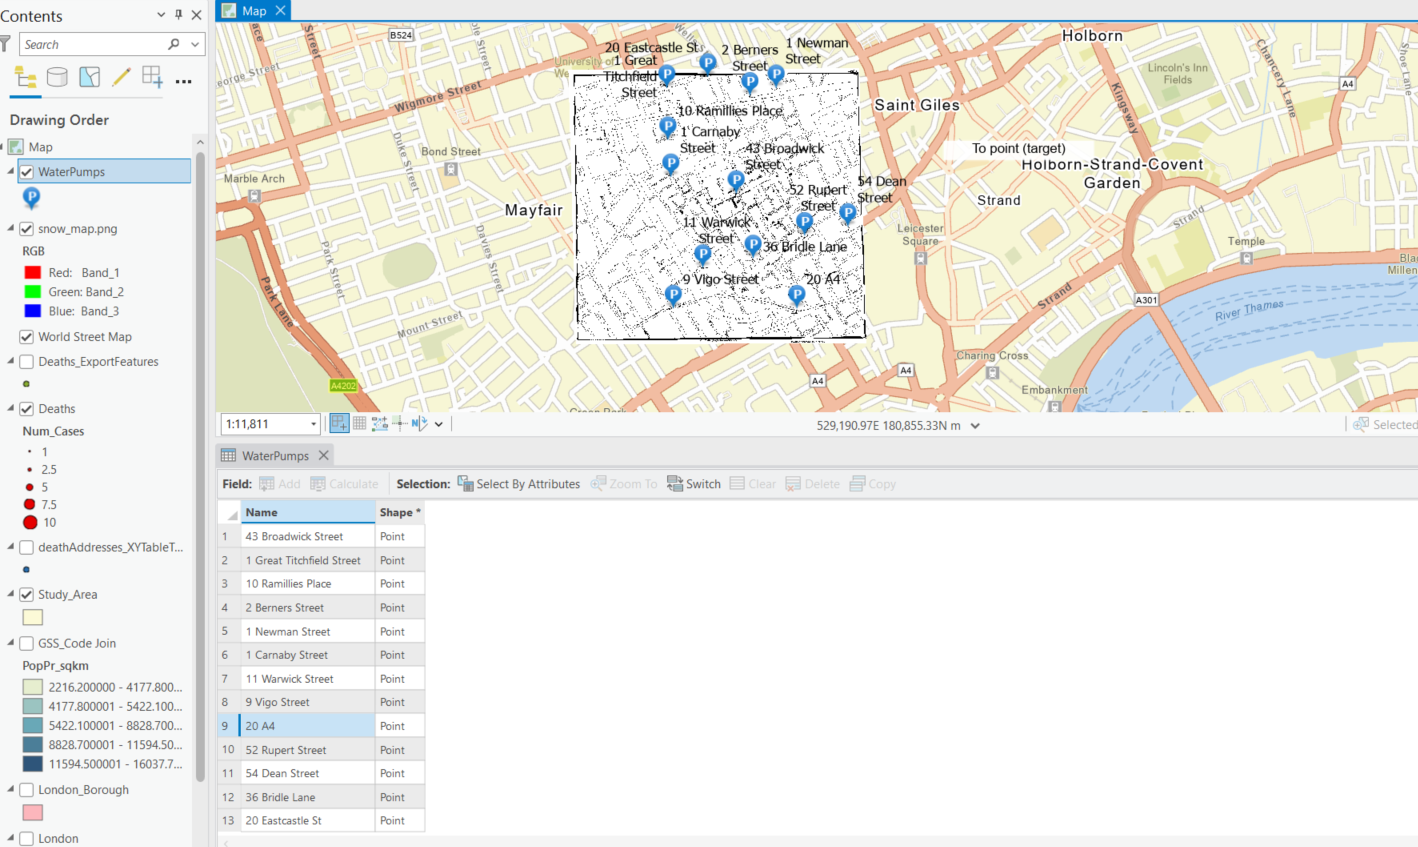 Contents
Search
Drawing Order
Map
WaterPumps
snow_map.png
RGB
Red: Band_1
Green: Band_2
Blue: Band_3
World Street Map
Deaths_ExportFeatures
Deaths
Num_Cases
1
2.5
5
7.5
10
deathAddresses_XYTableT...
Study_Area
GSS_Code Join
PopPr_sqkm
2216.200000 - 4177.800...
4177.800001 - 5422.100...
5422.100001 - 8828.700...
8828.700001 - 11594.50...
11594.500001 - 16037.7...
London_Borough
London
Map
B524
Wigmore Street
Duke Street
Bond Street
Marble Arch
Mayfair
Davies Street
Park Street
Park Lane
Mount Street
A4202
University of
We
20 Eastcastle St
1 Great
Titchfield
Street
2 Berners
Street
1 Newman
Street
10 Ramillies Place
1 Carnaby
Street
43 Broadwick
Street
52 Rupert
Street
54 Dean
Street
11 Warwick
Street
36 Bridle Lane
9 Vigo Street
20 A4
Holborn
Lincoln's Inn
Fields
Chancery Lane
Shoe Lane
A4
Kingsway
Saint Giles
To point (target)
Holborn-Strand-Covent
Garden
Strand
Strand
Leicester
Square
Temple
A301
Strand
River Thames
Charing Cross
Embankment
A4
A4
1:11,811
529,190.97E 180,855.33N m
Selected
WaterPumps
Field: Add Calculate Selection: Select By Attributes Zoom To Switch Clear Delete Copy
Name Shape *
1 43 Broadwick Street Point
2 1 Great Titchfield Street Point
3 10 Ramillies Place Point
4 2 Berners Street Point
5 1 Newman Street Point
6 1 Carnaby Street Point
7 11 Warwick Street Point
8 9 Vigo Street Point
9 20 A4 Point
10 52 Rupert Street Point
11 54 Dean Street Point
12 36 Bridle Lane Point
13 20 Eastcastle St Point